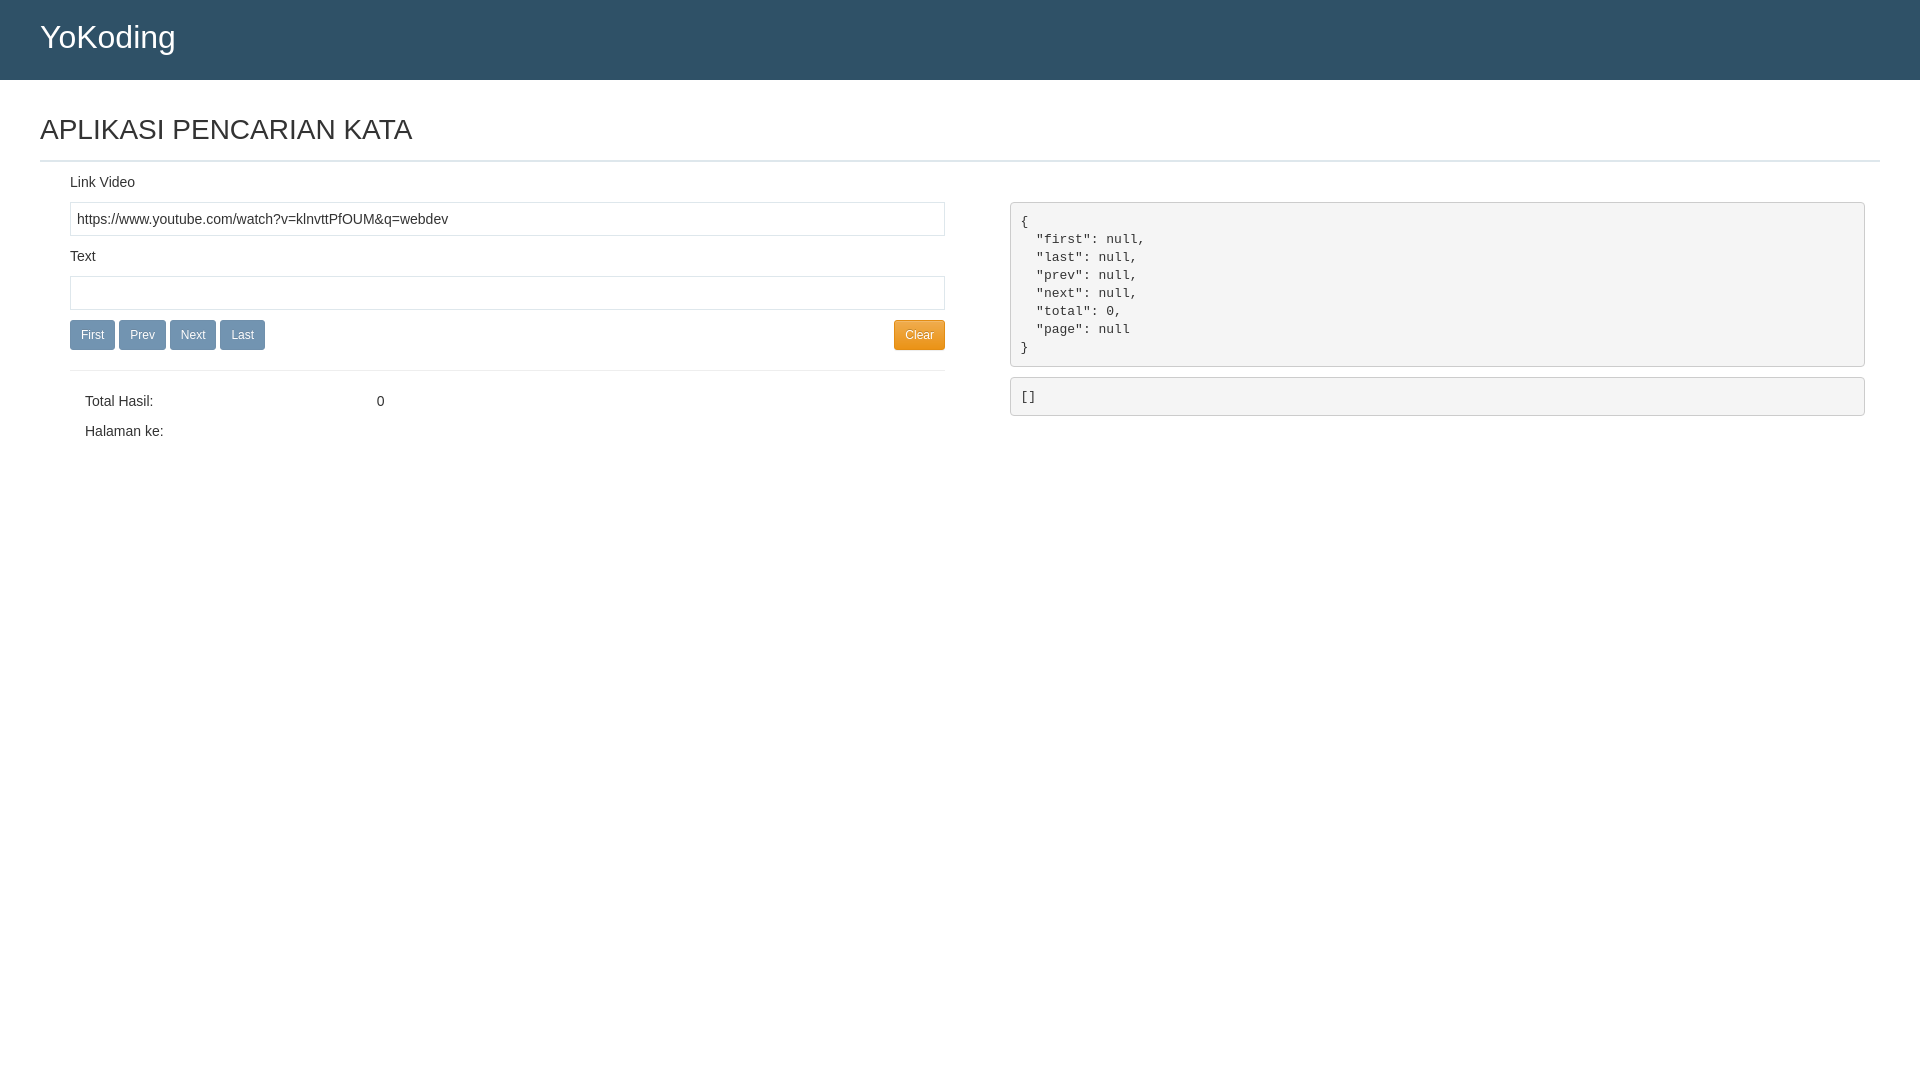 YoKoding
APLIKASI PENCARIAN KATA
Link Video
https://www.youtube.com/watch?v=klnvttPfOUM&q=webdev
Text
First Prev Next Last Clear
Total Hasil: 0
Halaman ke:
{
  "first": null,
  "last": null,
  "prev": null,
  "next": null,
  "total": 0,
  "page": null
}
[]